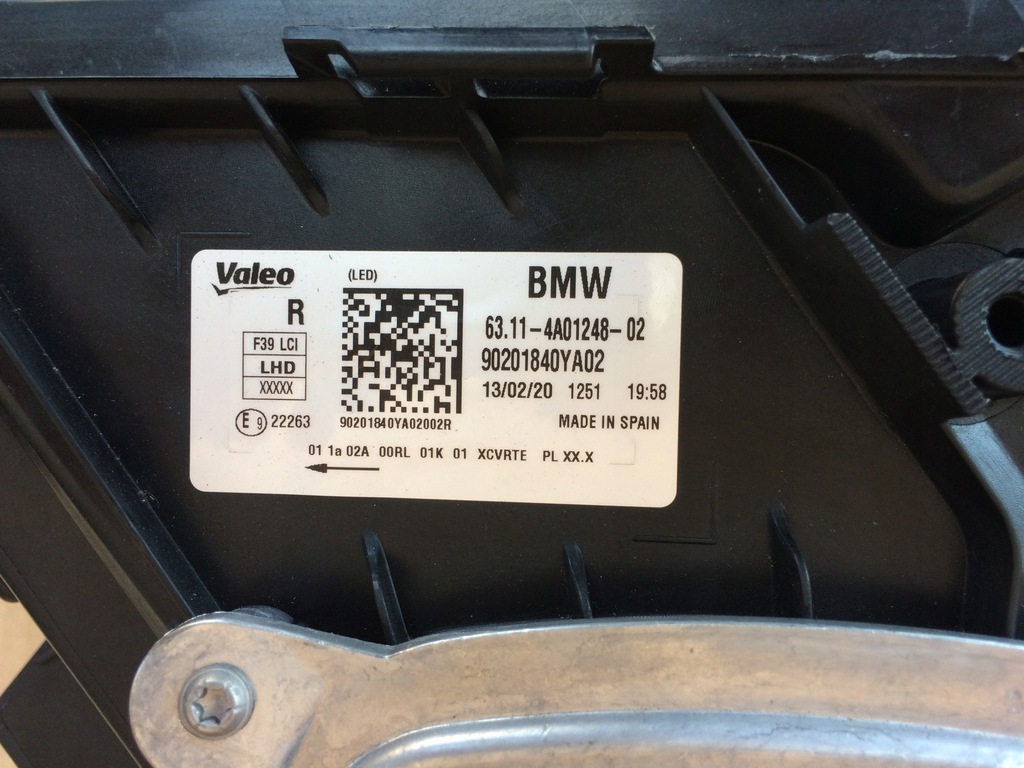 Valeo
(LED)
BMW
R
63.11-4A01248-02
F39 LCI
90201840YA02
LHD
13/02/20 1251 19:58
XXXXX
E 9 22263
90201840YA02002R
MADE IN SPAIN
01 1a 02A 00RL 01K 01 XCVRTE PL XX.X